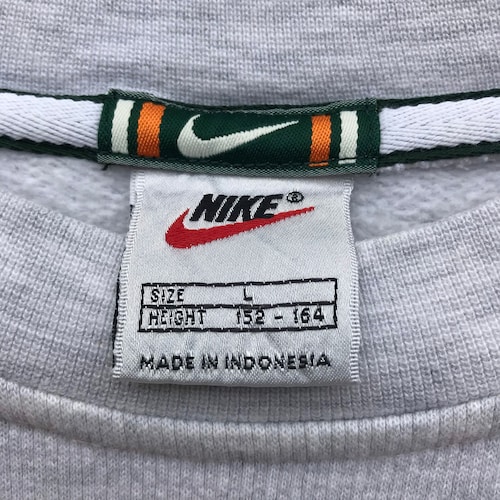 NIKE®
SIZE L
HEIGHT 152 - 164
MADE IN INDONESIA